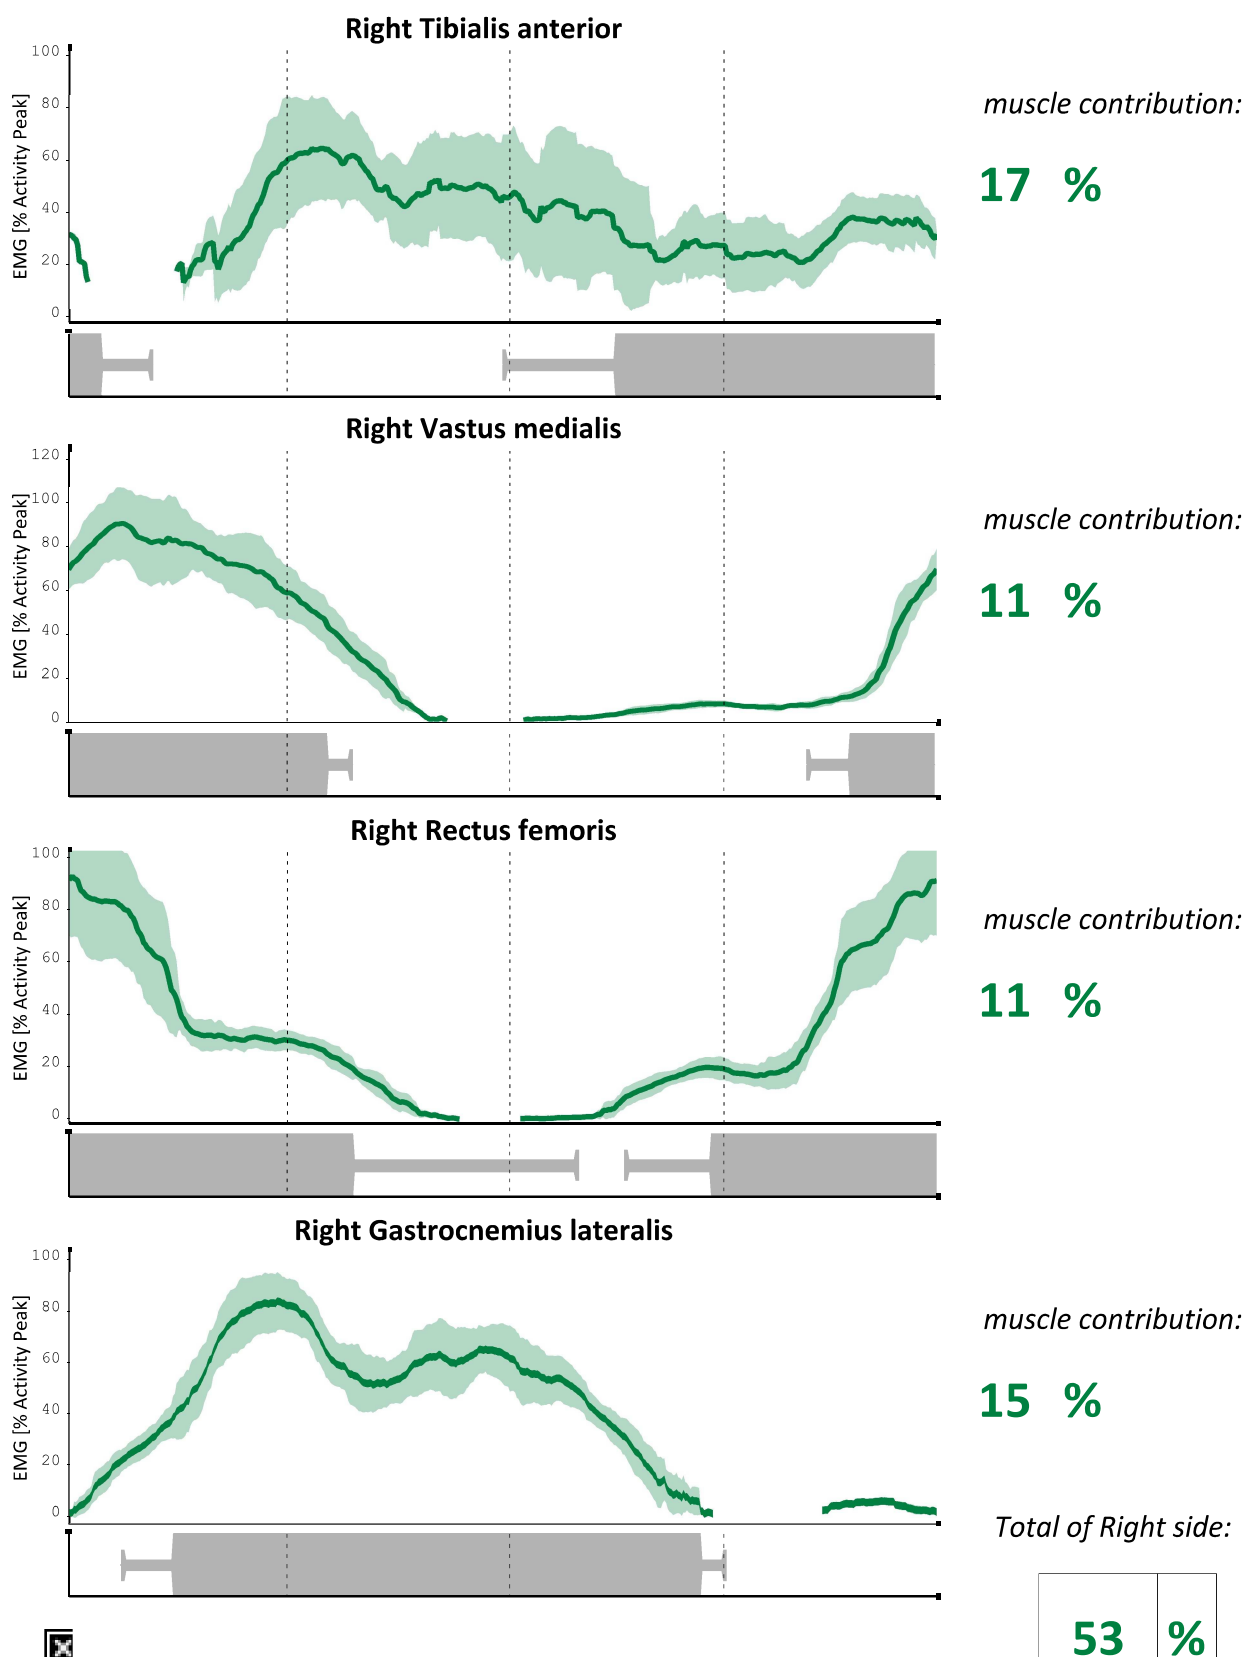 Right Tibialis anterior
EMG [% Activity Peak]
100
80
60
40
20
0
muscle contribution:
17 %
Right Vastus medialis
EMG [% Activity Peak]
120
100
80
60
40
20
0
muscle contribution:
11 %
Right Rectus femoris
EMG [% Activity Peak]
100
80
60
40
20
0
muscle contribution:
11 %
Right Gastrocnemius lateralis
EMG [% Activity Peak]
100
80
60
40
20
0
muscle contribution:
15 %
Total of Right side:
53 %